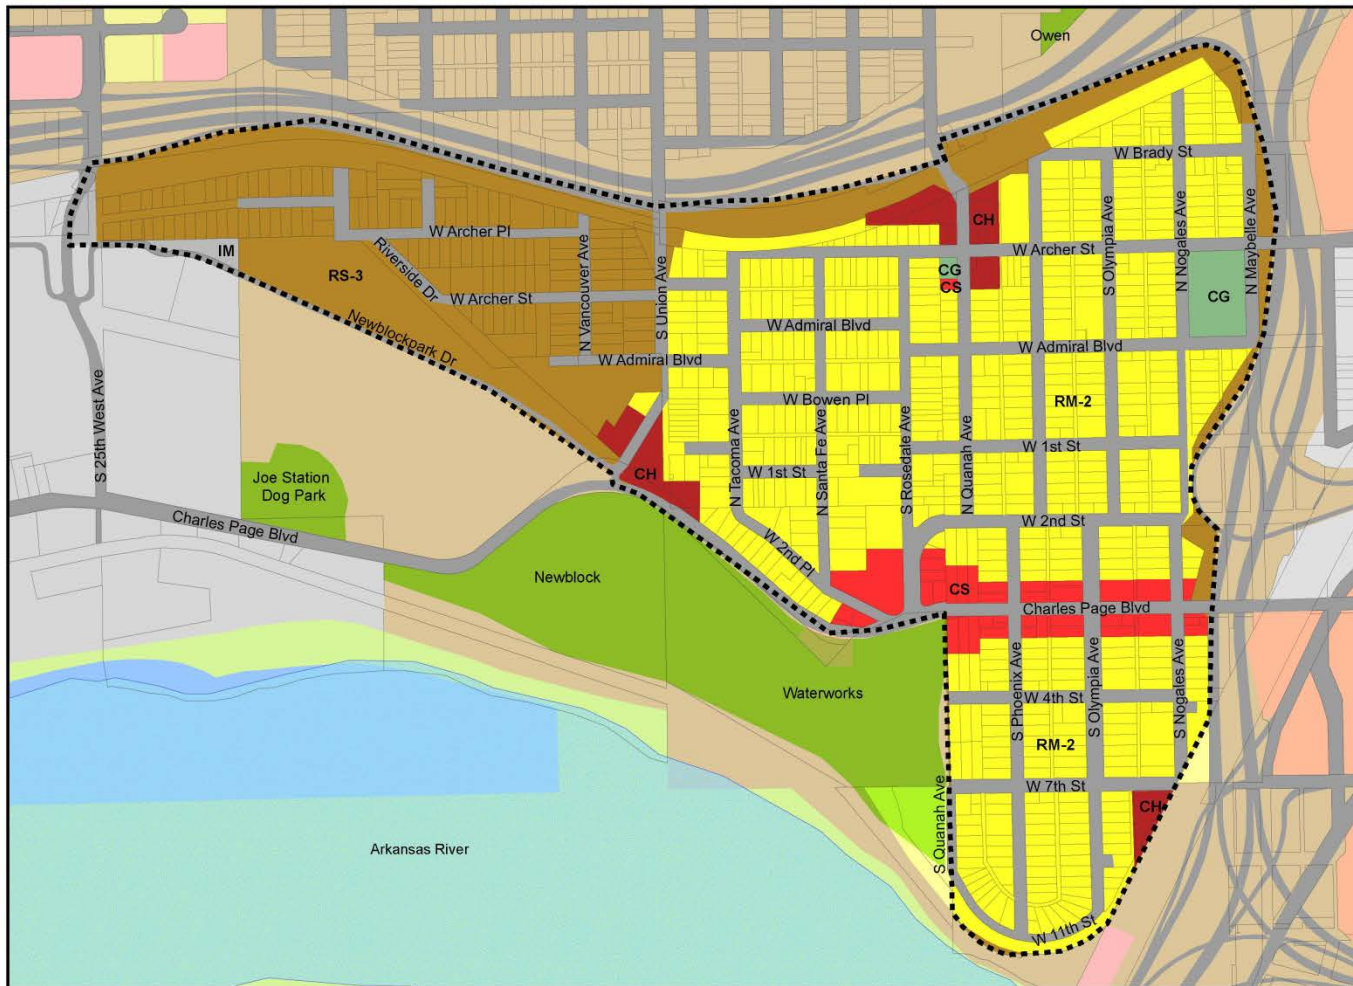 Owen
W Brady St
CH
W Archer St
W Archer Pl
N Vancouver Ave
S Union Ave
S Olympia Ave
N Nogales Ave
N Maybelle Ave
IM
RS-3
Riverside Dr
W Archer St
CG
CS
CG
Newblockpark Dr
W Admiral Blvd
W Admiral Blvd
W Admiral Blvd
S 25th West Ave
W Bowen Pl
RM-2
N Tacoma Ave
N Santa Fe Ave
S Rosedale Ave
N Quanah Ave
W 1st St
W 1st St
CH
Joe Station
Dog Park
Charles Page Blvd
W 2nd St
W 2nd Pl
Newblock
CS
Charles Page Blvd
Waterworks
S Phoenix Ave
S Olympia Ave
S Nogales Ave
W 4th St
RM-2
W 7th St
CH
S Quanah Ave
Arkansas River
W 11th St